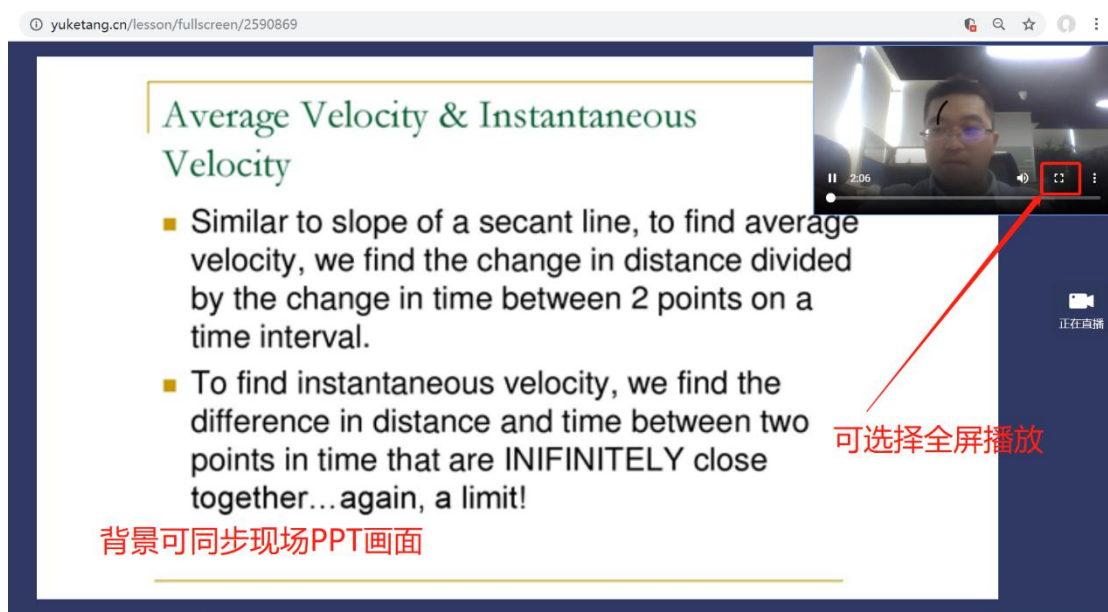 yuketang.cn/lesson/fullscreen/2590869
Average Velocity & Instantaneous
Velocity
2:06
Similar to slope of a secant line, to find average
velocity, we find the change in distance divided
by the change in time between 2 points on a
time interval.
正在直播
To find instantaneous velocity, we find the
difference in distance and time between two
points in time that are INIFINITELY close
together…again, a limit!
可选择全屏播放
背景可同步现场PPT画面